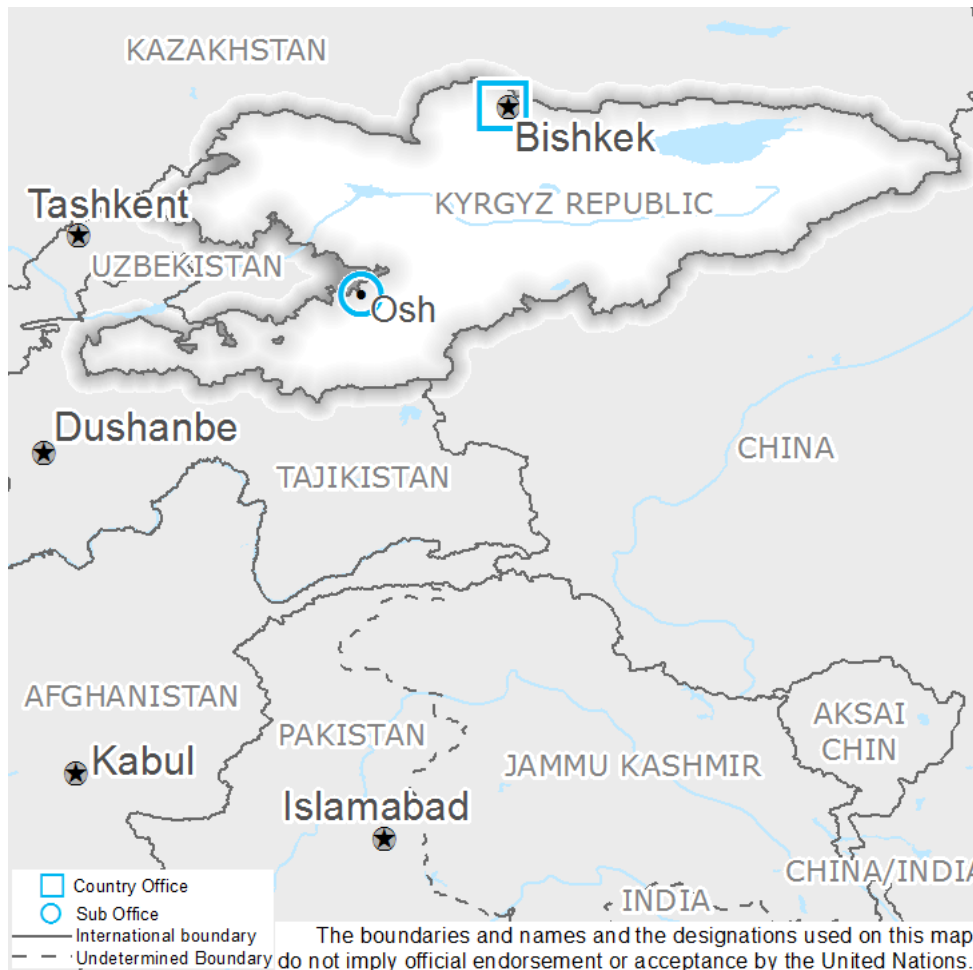 KAZAKHSTAN
Bishkek
KYRGYZ REPUBLIC
Tashkent
UZBEKISTAN
Osh
Dushanbe
TAJIKISTAN
CHINA
AFGHANISTAN
PAKISTAN
AKSAI
CHIN
JAMMU KASHMIR
Kabul
Islamabad
CHINA/INDIA
INDIA
Country Office
Sub Office
International boundary
Undetermined Boundary
The boundaries and names and the designations used on this map
do not imply official endorsement or acceptance by the United Nations.